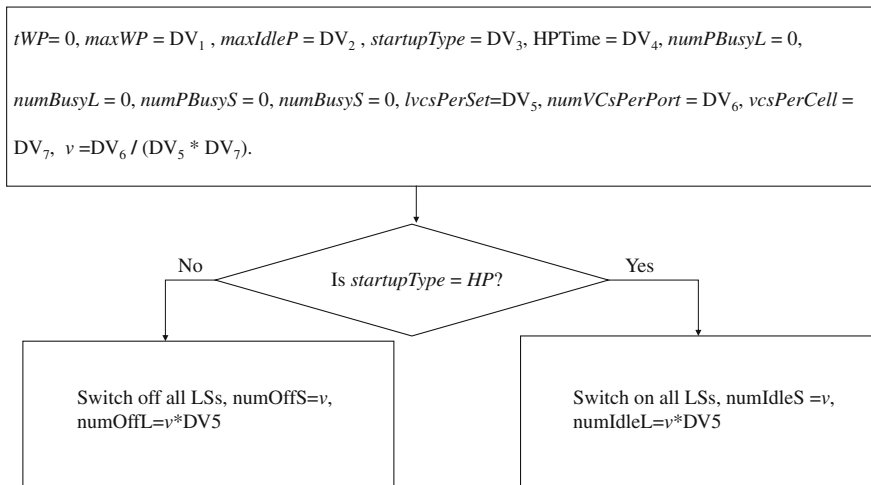 tWP= 0, maxWP = DV₁ , maxIdleP = DV₂ , startupType = DV₃, HPTime = DV₄, numPBusyL = 0,
numBusyL = 0, numPBusyS = 0, numBusyS = 0, lvcsPerSet=DV₅, numVCsPerPort = DV₆, vcsPerCell =
DV₇, v =DV₆ / (DV₅ * DV₇).
No
Is startupType = HP?
Yes
Switch off all LSs, numOffS=v,
numOffL=v*DV5
Switch on all LSs, numIdleS =v,
numIdleL=v*DV5